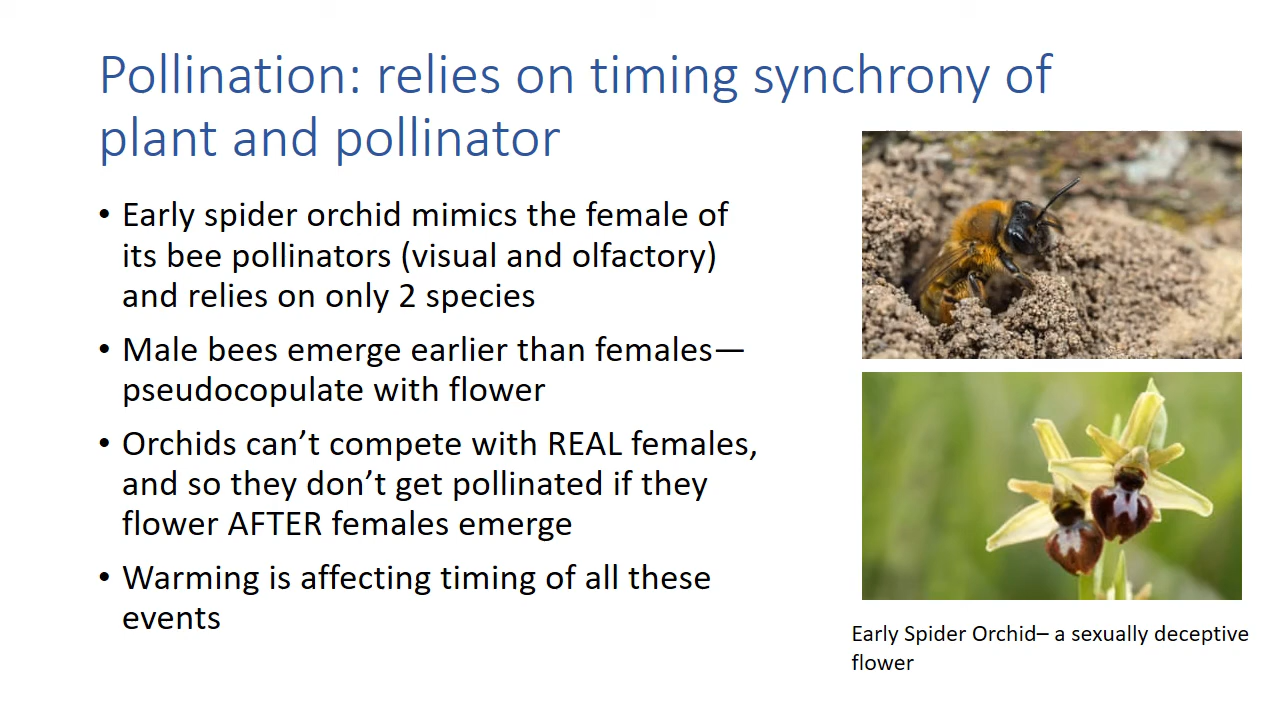 Pollination: relies on timing synchrony of
plant and pollinator
• Early spider orchid mimics the female of
its bee pollinators (visual and olfactory)
and relies on only 2 species
• Male bees emerge earlier than females—
pseudocopulate with flower
• Orchids can’t compete with REAL females,
and so they don’t get pollinated if they
flower AFTER females emerge
• Warming is affecting timing of all these
events
Early Spider Orchid– a sexually deceptive
flower